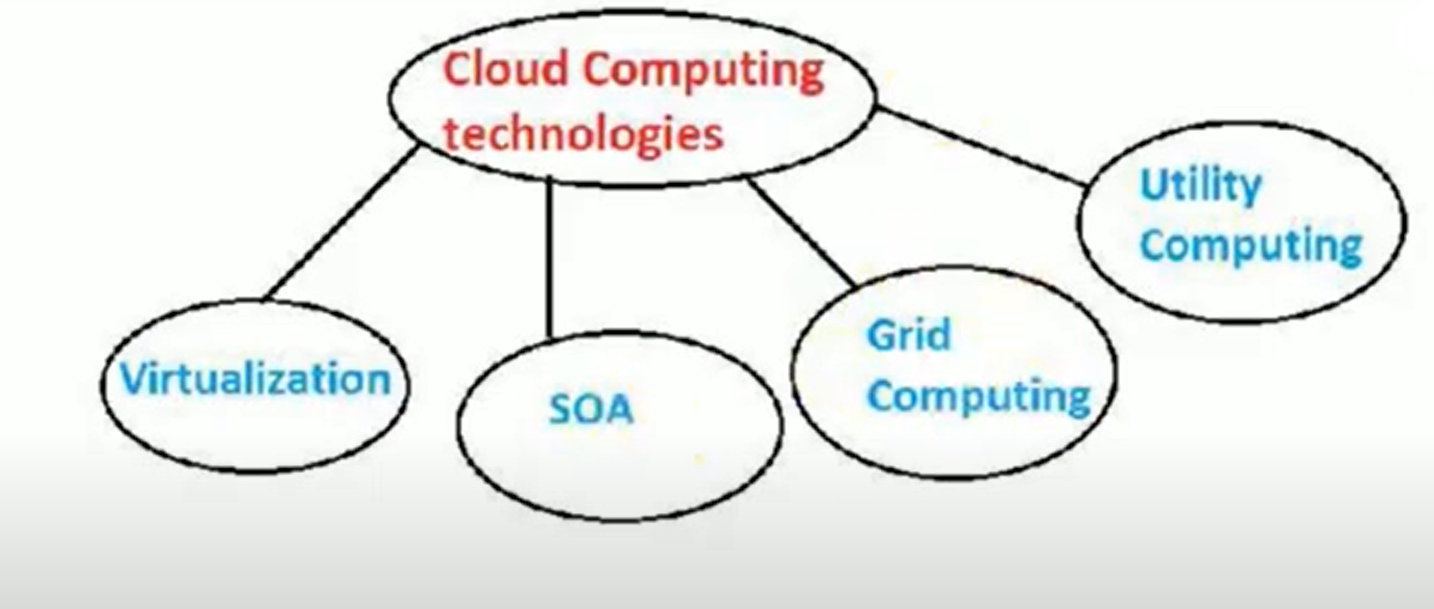 Cloud Computing
technologies
Utility
Computing
Grid
Computing
Virtualization
SOA